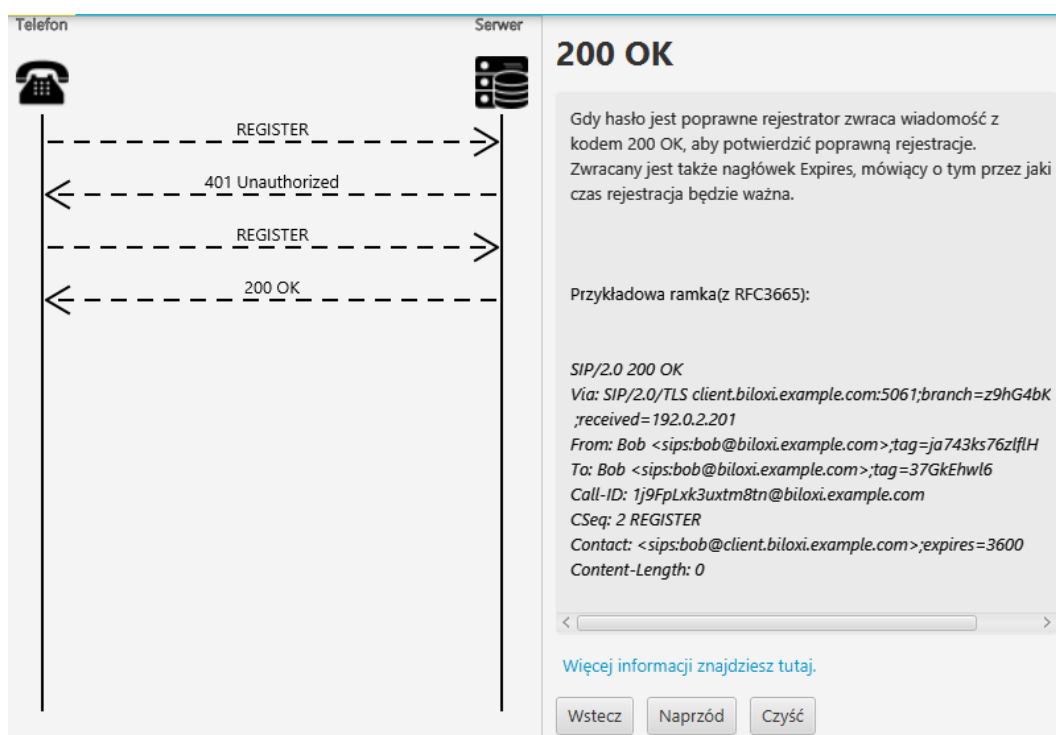 Telefon
Serwer
REGISTER
401 Unauthorized
REGISTER
200 OK
200 OK
Gdy hasło jest poprawne rejestrator zwraca wiadomość z
kodem 200 OK, aby potwierdzić poprawną rejestracje.
Zwracany jest także nagłówek Expires, mówiący o tym przez jaki
czas rejestracja będzie ważna.
Przykładowa ramka(z RFC3665):
SIP/2.0 200 OK
Via: SIP/2.0/TLS client.biloxi.example.com:5061;branch=z9hG4bK
;received=192.0.2.201
From: Bob <sips:bob@biloxi.example.com>;tag=ja743ks76zlflH
To: Bob <sips:bob@biloxi.example.com>;tag=37GkEhwl6
Call-ID: 1j9FpLxk3uxtm8tn@biloxi.example.com
CSeq: 2 REGISTER
Contact: <sips:bob@client.biloxi.example.com>;expires=3600
Content-Length: 0
Więcej informacji znajdziesz tutaj.
Wstecz
Naprzód
Czyść